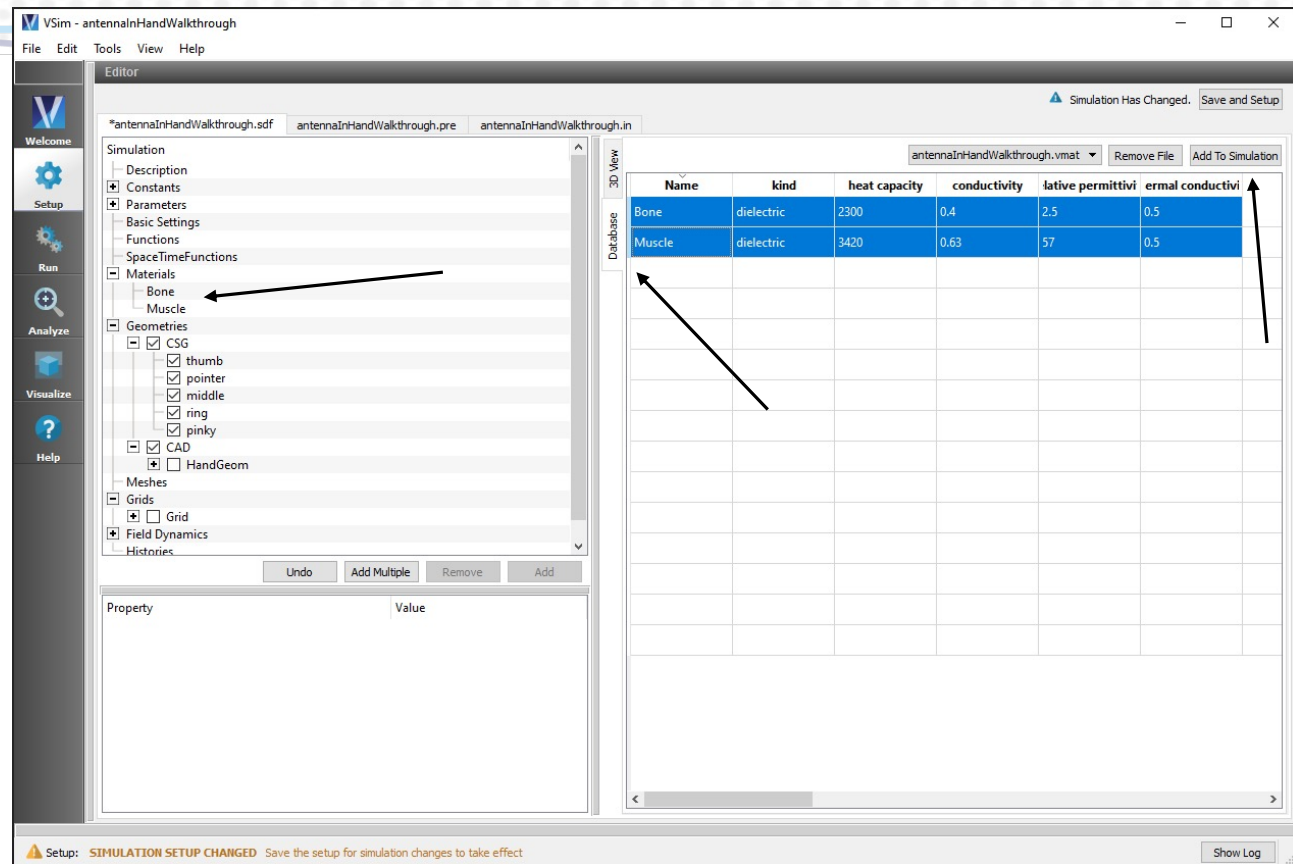 VSim - antennaInHandWalkthrough
File Edit Tools View Help
Editor
Simulation Has Changed. Save and Setup
*antennaInHandWalkthrough.sdf antennaInHandWalkthrough.pre antennaInHandWalkthrough.in
Welcome
Setup
Run
Analyze
Visualize
Help
Simulation
Description
Constants
Parameters
Basic Settings
Functions
SpaceTimeFunctions
Materials
Bone
Muscle
Geometries
CSG
thumb
pointer
middle
ring
pinky
CAD
HandGeom
Meshes
Grids
Grid
Field Dynamics
Histories
Undo Add Multiple Remove Add
Property Value
3D View
Database
antennaInHandWalkthrough.vmat Remove File Add To Simulation
Name kind heat capacity conductivity lative permittivi ermal conductivi
Bone dielectric 2300 0.4 2.5 0.5
Muscle dielectric 3420 0.63 57 0.5
Setup: SIMULATION SETUP CHANGED Save the setup for simulation changes to take effect
Show Log